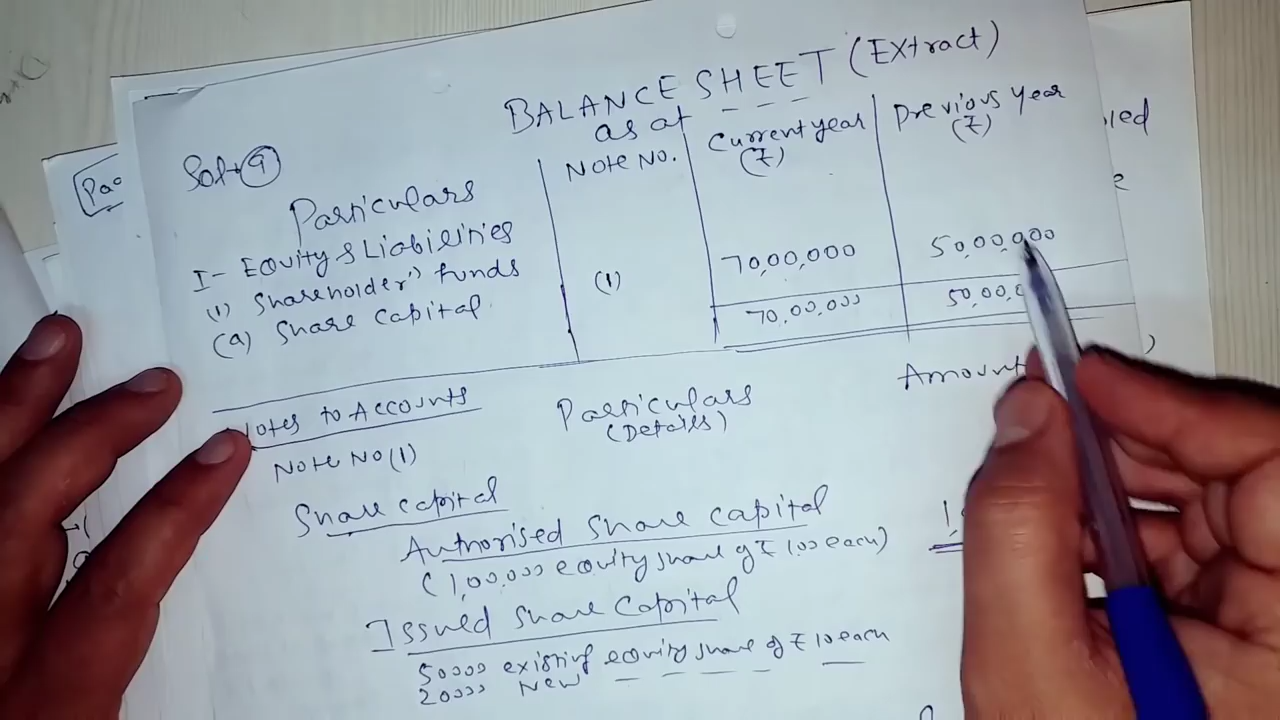 BALANCE SHEET (Extract)
as at
Sol+ 9
Particulars
Note No.
Current year
(₹)
Previous year
(₹)
I- Equity & Liabilities
(1) Shareholder's funds
(a) Share Capital
(1)
70,00,000
50,00,000
70,00,000
50,00,0
Notes to Accounts
Particulars
(Details)
Amount
Note No (1)
Share capital
Authorised Share capital
(1,00,000 equity share of ₹ 100 each)
Issued Share Capital
50000 existing equity share of ₹ 10 each
20000 New — — — —